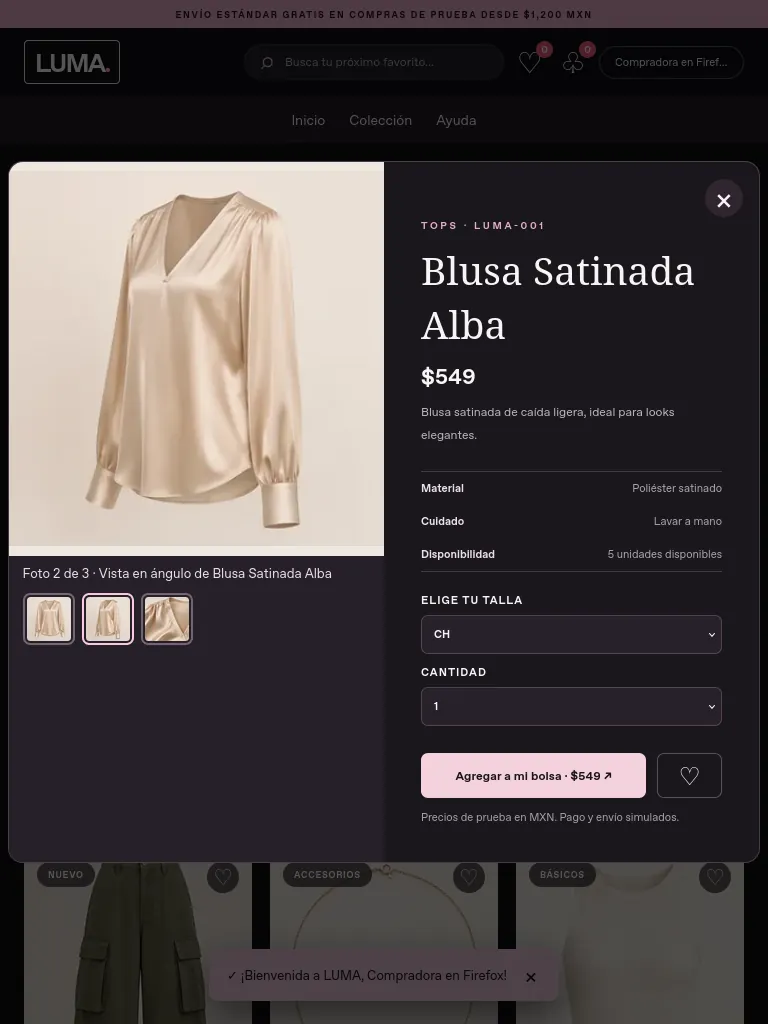 ENVÍO ESTÁNDAR GRATIS EN COMPRAS DE PRUEBA DESDE $1,200 MXN
LUMA.
Busca tu próximo favorito...
0
0
Compradora en Firef...
Inicio
Colección
Ayuda
TOPS · LUMA-001
Blusa Satinada
Alba
$549
Blusa satinada de caída ligera, ideal para looks
elegantes.
Material
Poliéster satinado
Cuidado
Lavar a mano
Disponibilidad
5 unidades disponibles
Foto 2 de 3 · Vista en ángulo de Blusa Satinada Alba
ELIGE TU TALLA
CH
CANTIDAD
1
Agregar a mi bolsa · $549 ↗
Precios de prueba en MXN. Pago y envío simulados.
NUEVO
ACCESORIOS
BÁSICOS
✓ ¡Bienvenida a LUMA, Compradora en Firefox!